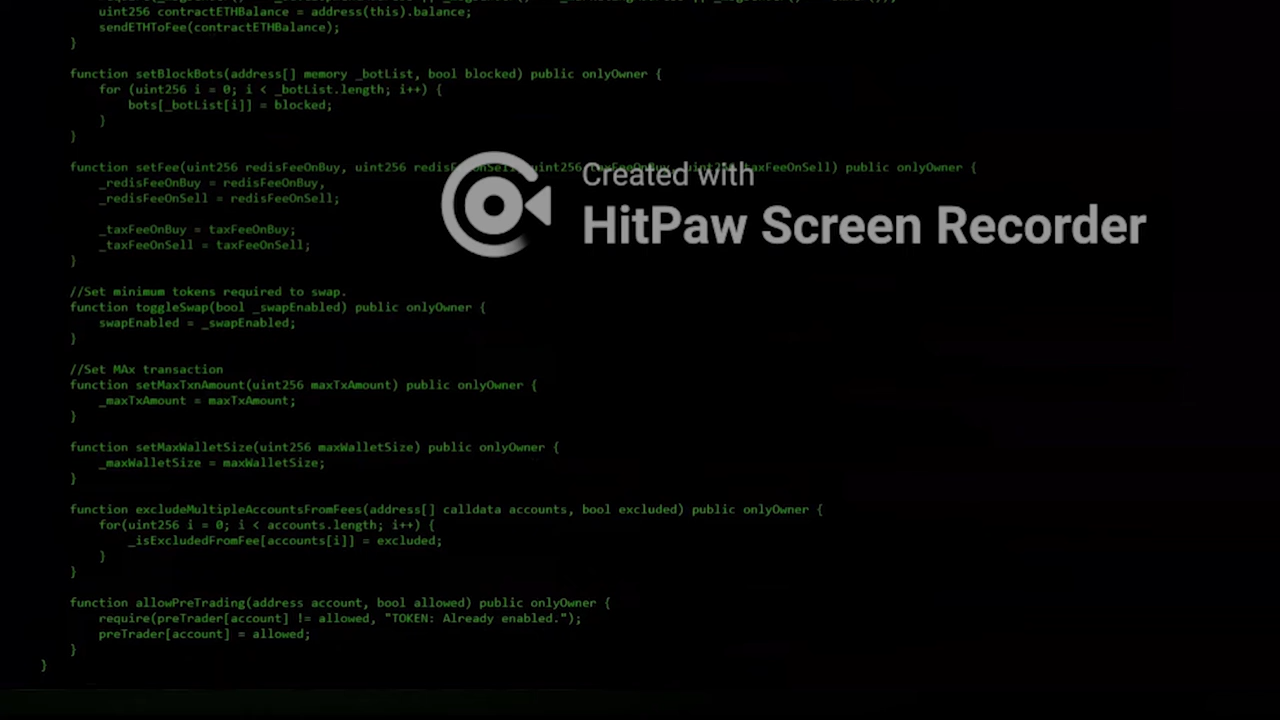 uint256 contractETHBalance = address(this).balance;
sendETHToFee(contractETHBalance);
}
function setBlockBots(address[] memory _botList, bool blocked) public onlyOwner {
for (uint256 i = 0; i < _botList.length; i++) {
bots[_botList[i]] = blocked;
}
}
function setFee(uint256 redisFeeOnBuy, uint256 redisFeeOnSell, uint256 taxFeeOnBuy, uint256 taxFeeOnSell) public onlyOwner {
_redisFeeOnBuy = redisFeeOnBuy,
_redisFeeOnSell = redisFeeOnSell;
_taxFeeOnBuy = taxFeeOnBuy;
_taxFeeOnSell = taxFeeOnSell;
}
Created with
HitPaw Screen Recorder
//Set minimum tokens required to swap.
function toggleSwap(bool _swapEnabled) public onlyOwner {
swapEnabled = _swapEnabled;
}
//Set MAx transaction
function setMaxTxnAmount(uint256 maxTxAmount) public onlyOwner {
_maxTxAmount = maxTxAmount;
}
function setMaxWalletSize(uint256 maxWalletSize) public onlyOwner {
_maxWalletSize = maxWalletSize;
}
function excludeMultipleAccountsFromFees(address[] calldata accounts, bool excluded) public onlyOwner {
for(uint256 i = 0; i < accounts.length; i++) {
_isExcludedFromFee[accounts[i]] = excluded;
}
}
function allowPreTrading(address account, bool allowed) public onlyOwner {
require(preTrader[account] != allowed, "TOKEN: Already enabled.");
preTrader[account] = allowed;
}
}